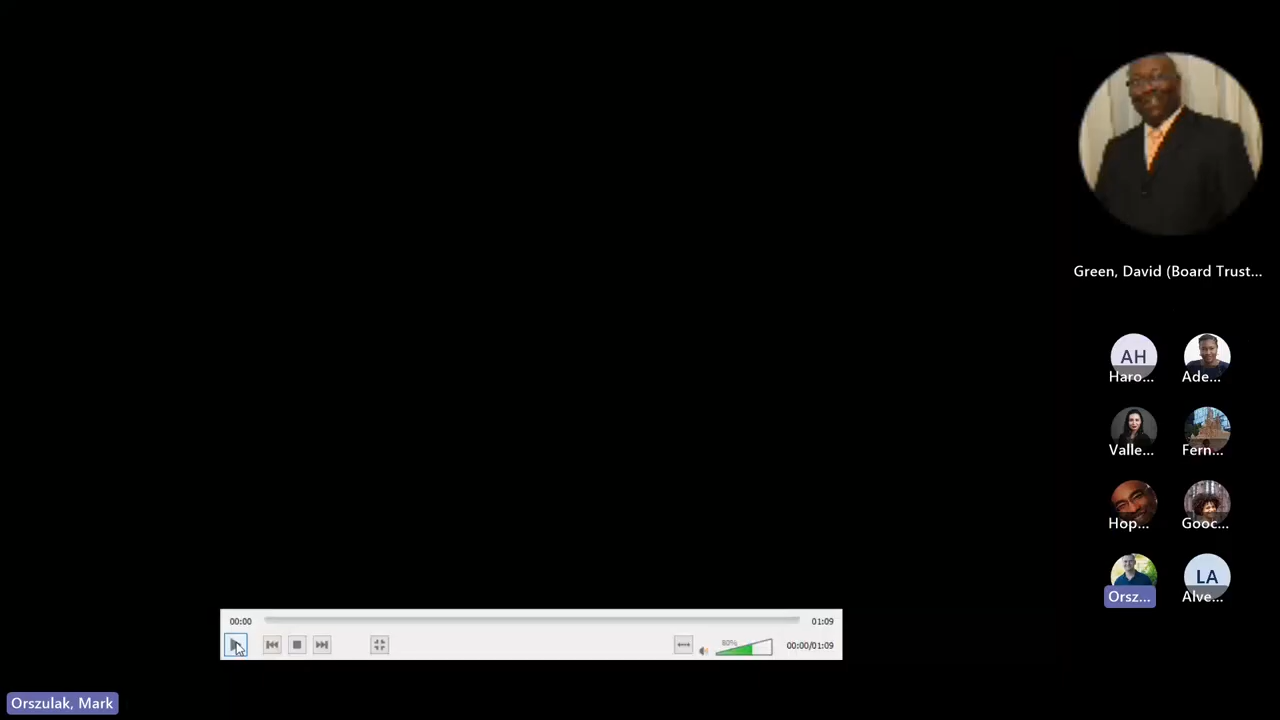 Green, David (Board Trust...
AH
Haro...
Ade...
Valle...
Fern...
Hop...
Gooc...
Orsz...
LA
Alve...
00:00
01:09
80%
00:00/01:09
Orszulak, Mark